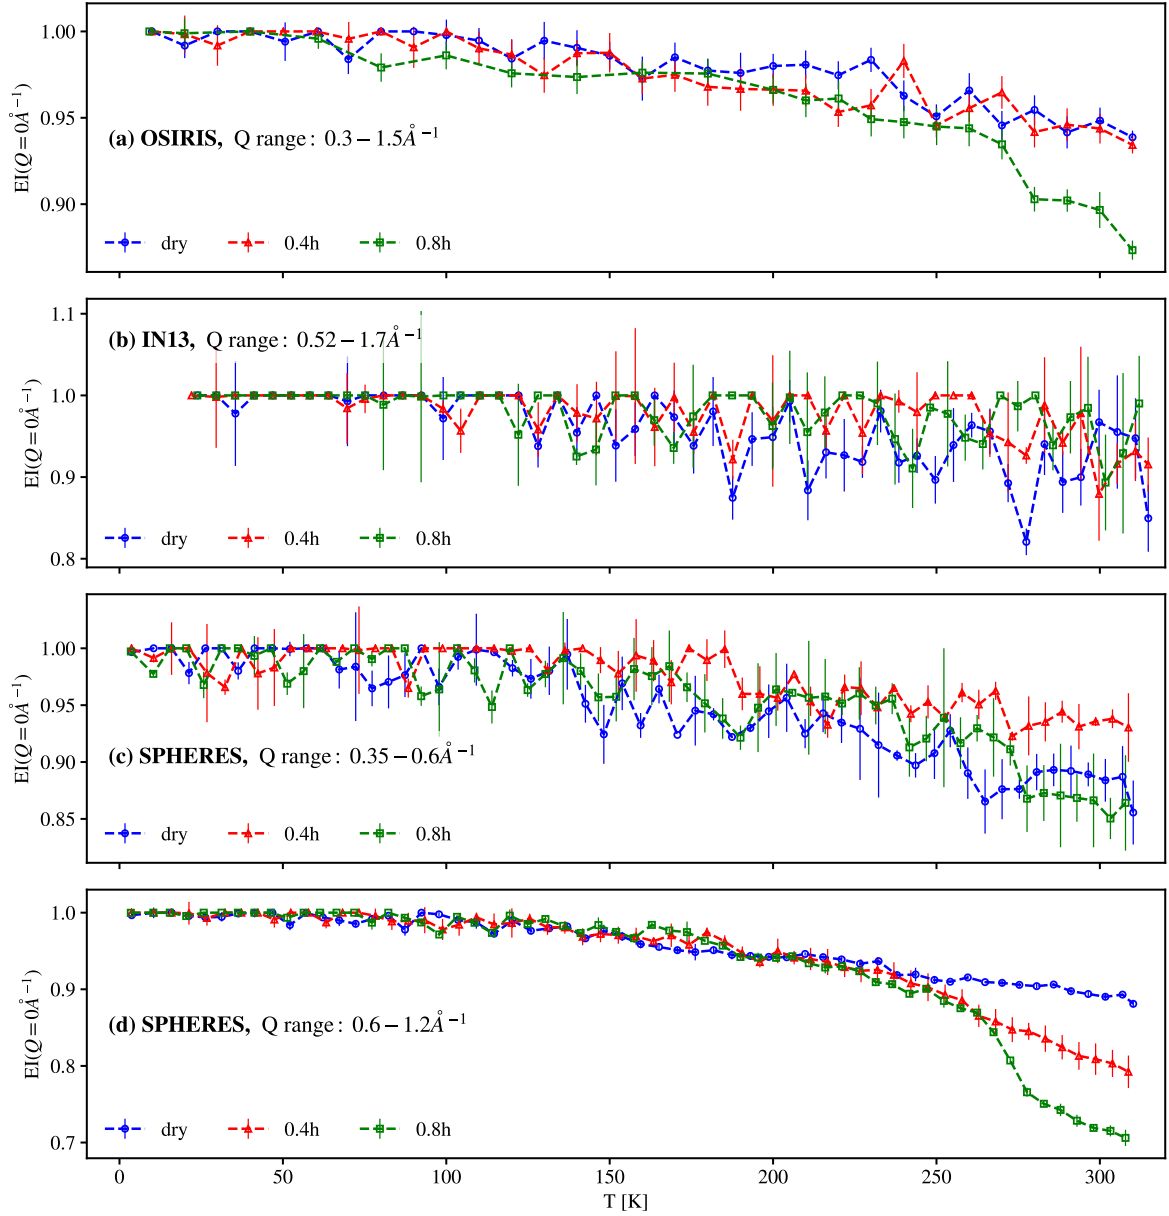 1.00
0.95
0.90
EI(Q = 0Å⁻¹)
(a) OSIRIS, Q range : 0.3 − 1.5Å⁻¹
dry 0.4h 0.8h
1.1
1.0
0.9
0.8
EI(Q = 0Å⁻¹)
(b) IN13, Q range : 0.52 − 1.7Å⁻¹
dry 0.4h 0.8h
1.00
0.95
0.90
0.85
EI(Q = 0Å⁻¹)
(c) SPHERES, Q range : 0.35 − 0.6Å⁻¹
dry 0.4h 0.8h
1.0
0.9
0.8
0.7
EI(Q = 0Å⁻¹)
(d) SPHERES, Q range : 0.6 − 1.2Å⁻¹
dry 0.4h 0.8h
0 50 100 150 200 250 300
T [K]